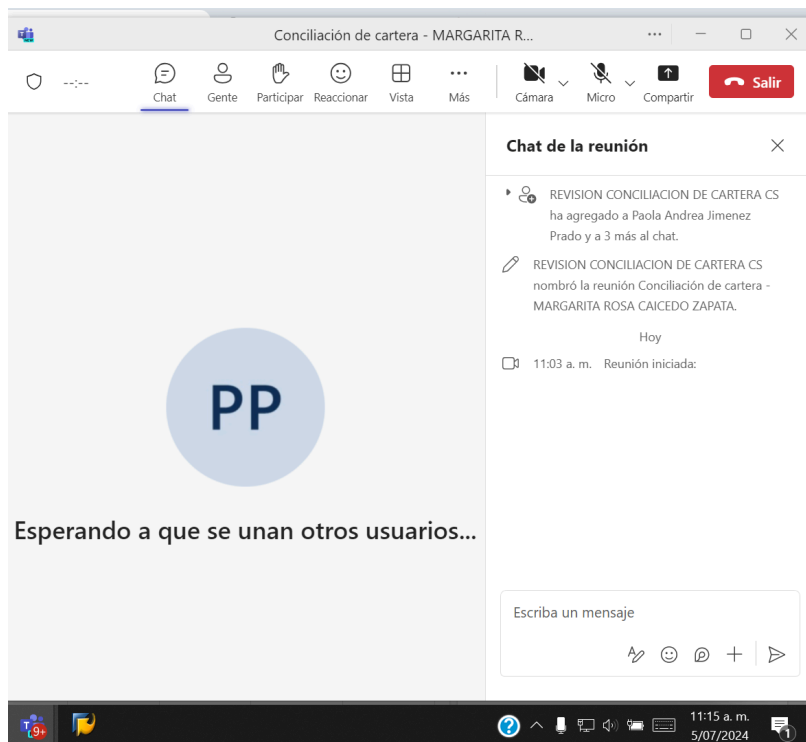 Conciliación de cartera - MARGARITA R...
--:--
Chat
Gente
Participar
Reaccionar
Vista
Más
Cámara
Micro
Compartir
Salir
PP
Esperando a que se unan otros usuarios...
Chat de la reunión
REVISION CONCILIACION DE CARTERA CS
ha agregado a Paola Andrea Jimenez
Prado y a 3 más al chat.
REVISION CONCILIACION DE CARTERA CS
nombró la reunión Conciliación de cartera -
MARGARITA ROSA CAICEDO ZAPATA.
Hoy
11:03 a. m. Reunión iniciada:
Escriba un mensaje
T
9+
11:15 a. m.
5/07/2024
1